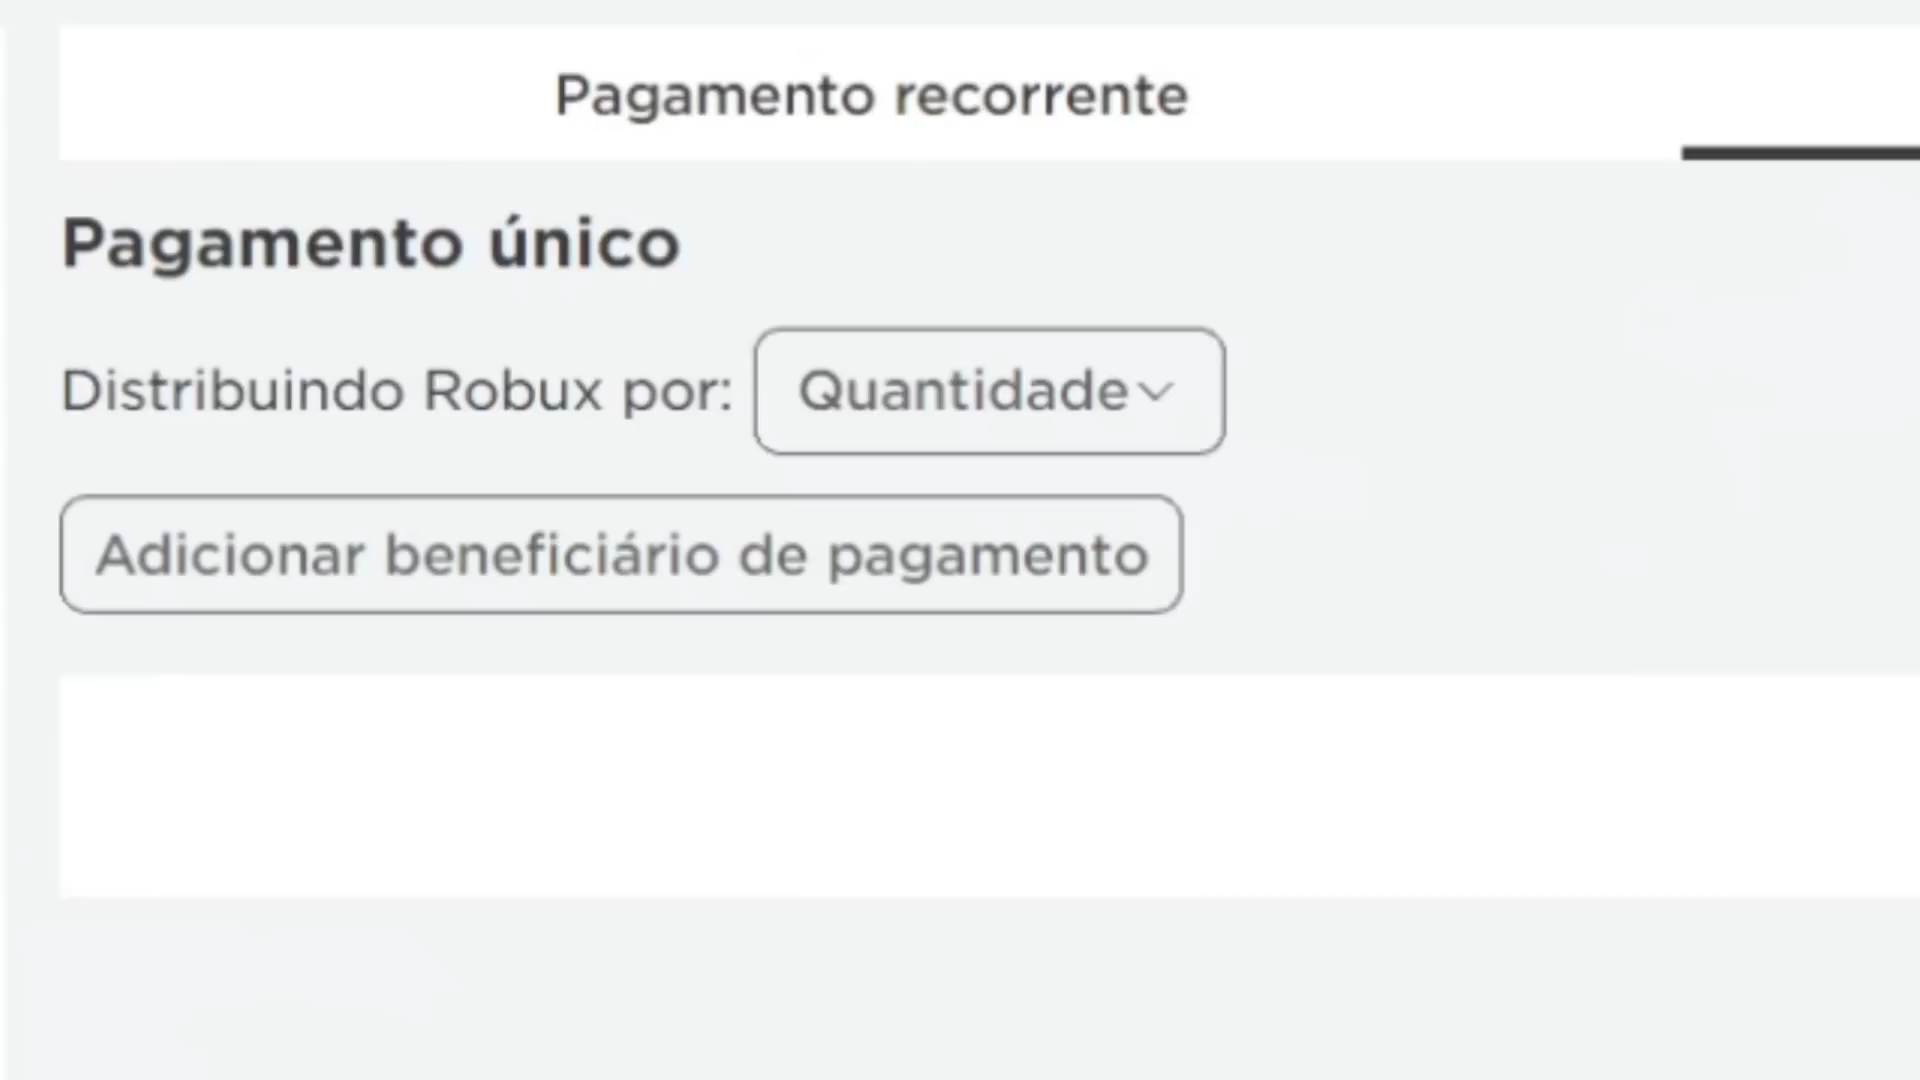 Pagamento recorrente
Pagamento único
Distribuindo Robux por: Quantidade
Adicionar beneficiário de pagamento